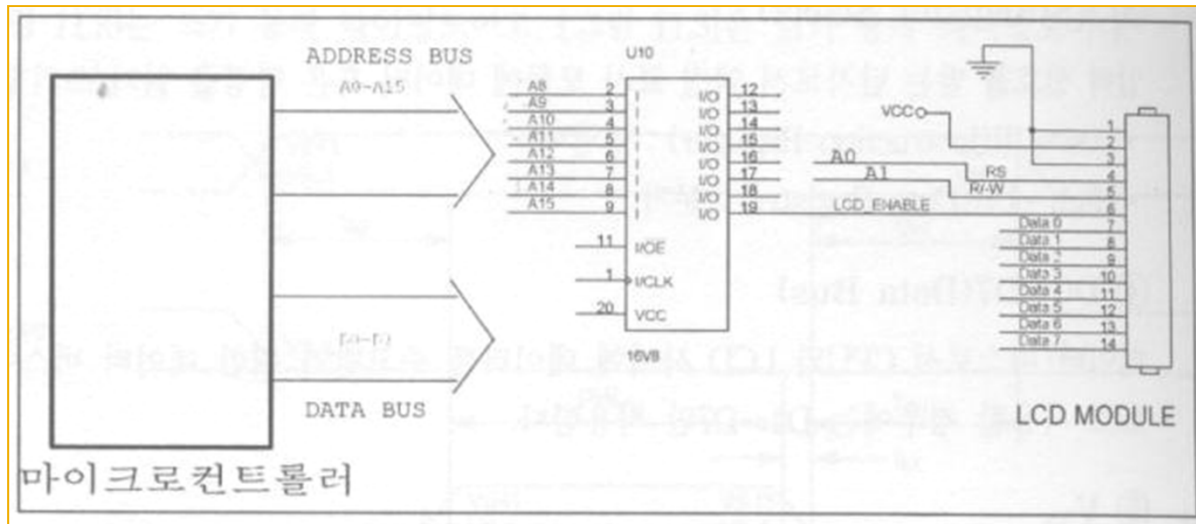 ADDRESS BUS
A0~A15
U10
A8 2 I I/O 12
A9 3 I I/O 13
A10 4 I I/O 14
A11 5 I I/O 15
A12 6 I I/O 16
A13 7 I I/O 17
A14 8 I I/O 18
A15 9 I I/O 19
11 I/OE
1 I/CLK
20 VCC
16V8
VCC
A0 RS
A1 R/-W
LCD_ENABLE
1
2
3
4
5
6
Data 0 7
Data 1 8
Data 2 9
Data 3 10
Data 4 11
Data 5 12
Data 6 13
Data 7 14
LCD MODULE
DATA BUS
마이크로컨트롤러